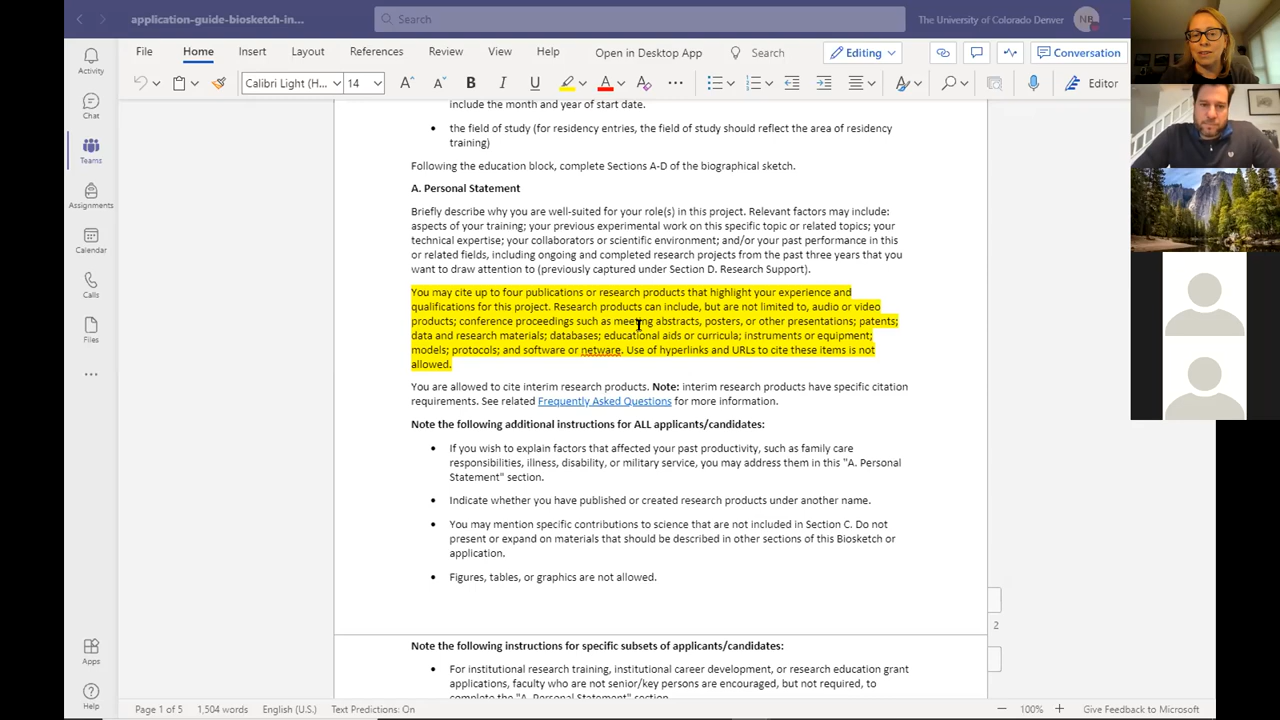 application-guide-biosketch-in...
Search
The University of Colorado Denver
NB
File
Home
Insert
Layout
References
Review
View
Help
Open in Desktop App
Search
Editing
Conversation
Calibri Light (H...
14
B
I
U
A
Editor
Activity
Chat
Teams
Assignments
Calendar
Calls
Files
Apps
Help
include the month and year of start date.
• the field of study (for residency entries, the field of study should reflect the area of residency
training)
Following the education block, complete Sections A-D of the biographical sketch.
A. Personal Statement
Briefly describe why you are well-suited for your role(s) in this project. Relevant factors may include:
aspects of your training; your previous experimental work on this specific topic or related topics; your
technical expertise; your collaborators or scientific environment; and/or your past performance in this
or related fields, including ongoing and completed research projects from the past three years that you
want to draw attention to (previously captured under Section D. Research Support).
You may cite up to four publications or research products that highlight your experience and
qualifications for this project. Research products can include, but are not limited to, audio or video
products; conference proceedings such as meeting abstracts, posters, or other presentations; patents;
data and research materials; databases; educational aids or curricula; instruments or equipment;
models; protocols; and software or netware. Use of hyperlinks and URLs to cite these items is not
allowed.
You are allowed to cite interim research products. Note: interim research products have specific citation
requirements. See related Frequently Asked Questions for more information.
Note the following additional instructions for ALL applicants/candidates:
• If you wish to explain factors that affected your past productivity, such as family care
responsibilities, illness, disability, or military service, you may address them in this "A. Personal
Statement" section.
• Indicate whether you have published or created research products under another name.
• You may mention specific contributions to science that are not included in Section C. Do not
present or expand on materials that should be described in other sections of this Biosketch or
application.
• Figures, tables, or graphics are not allowed.
2
Note the following instructions for specific subsets of applicants/candidates:
• For institutional research training, institutional career development, or research education grant
applications, faculty who are not senior/key persons are encouraged, but not required, to
complete the "A. Personal Statement" section.
Page 1 of 5
1,504 words
English (U.S.)
Text Predictions: On
100%
Give Feedback to Microsoft